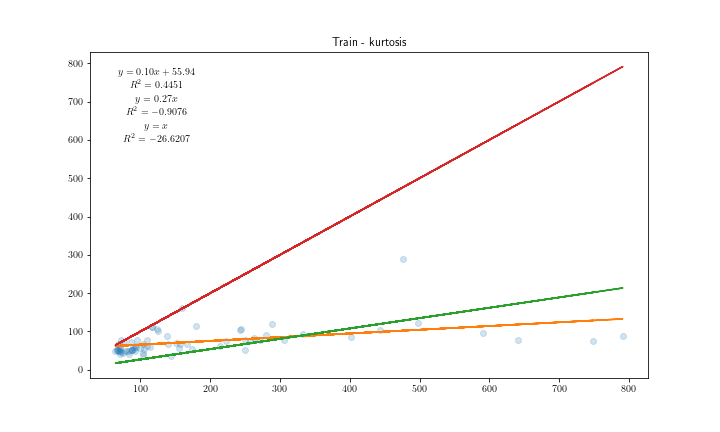 Train - kurtosis
y = 0.10x + 55.94
R² = 0.4451
y = 0.27x
R² = −0.9076
y = x
R² = −26.6207
800
700
600
500
400
300
200
100
0
100 200 300 400 500 600 700 800